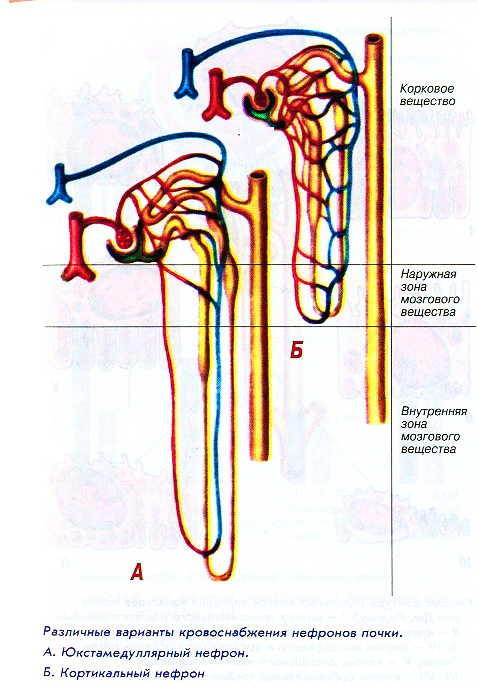 Корковое
вещество
Наружная
зона
мозгового
вещества
Б
Внутренняя
зона
мозгового
вещества
А
Различные варианты кровоснабжения нефронов почки.
А. Юкстамедуллярный нефрон.
Б. Кортикальный нефрон